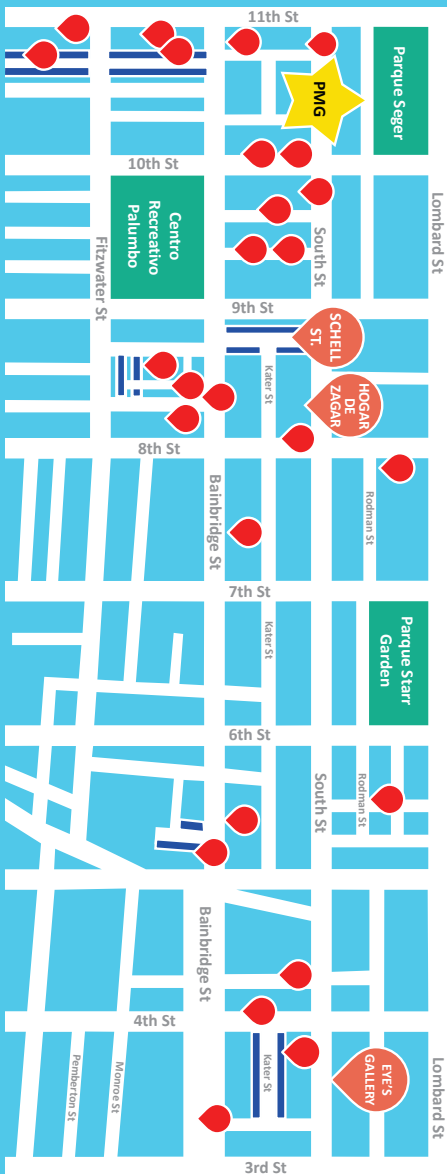 11th St
Parque Seger
PMG
10th St
Lombard St
Centro
Recreativo
Palumbo
South St
Fitzwater St
9th St
SCHELL
ST.
HOGAR
DE
ZAGAR
Kater St
8th St
Bainbridge St
Rodman St
7th St
Kater St
Parque Starr
Garden
6th St
South St
Rodman St
Bainbridge St
4th St
Kater St
EYE'S
GALLERY
Lombard St
Monroe St
Pemberton St
3rd St